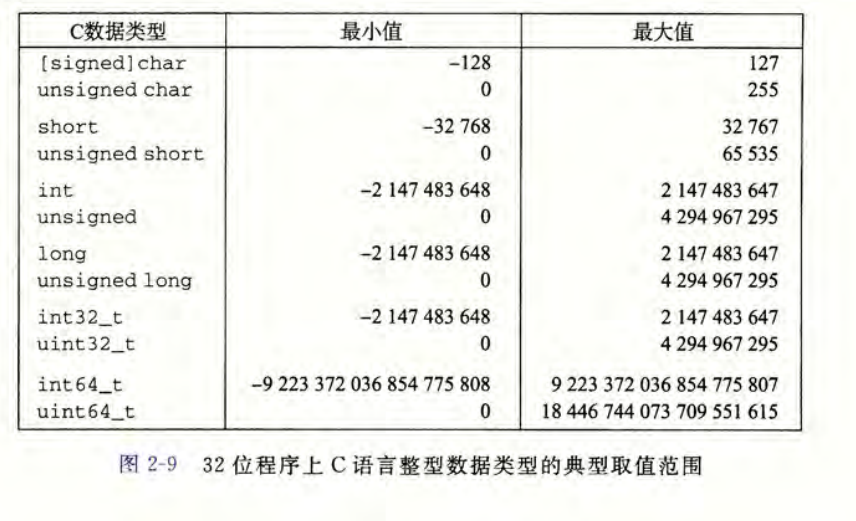 C数据类型 最小值 最大值
[signed]char −128 127
unsigned char 0 255
short −32 768 32 767
unsigned short 0 65 535
int −2 147 483 648 2 147 483 647
unsigned 0 4 294 967 295
long −2 147 483 648 2 147 483 647
unsigned long 0 4 294 967 295
int32_t −2 147 483 648 2 147 483 647
uint32_t 0 4 294 967 295
int64_t −9 223 372 036 854 775 808 9 223 372 036 854 775 807
uint64_t 0 18 446 744 073 709 551 615
图 2-9 32 位程序上 C 语言整型数据类型的典型取值范围